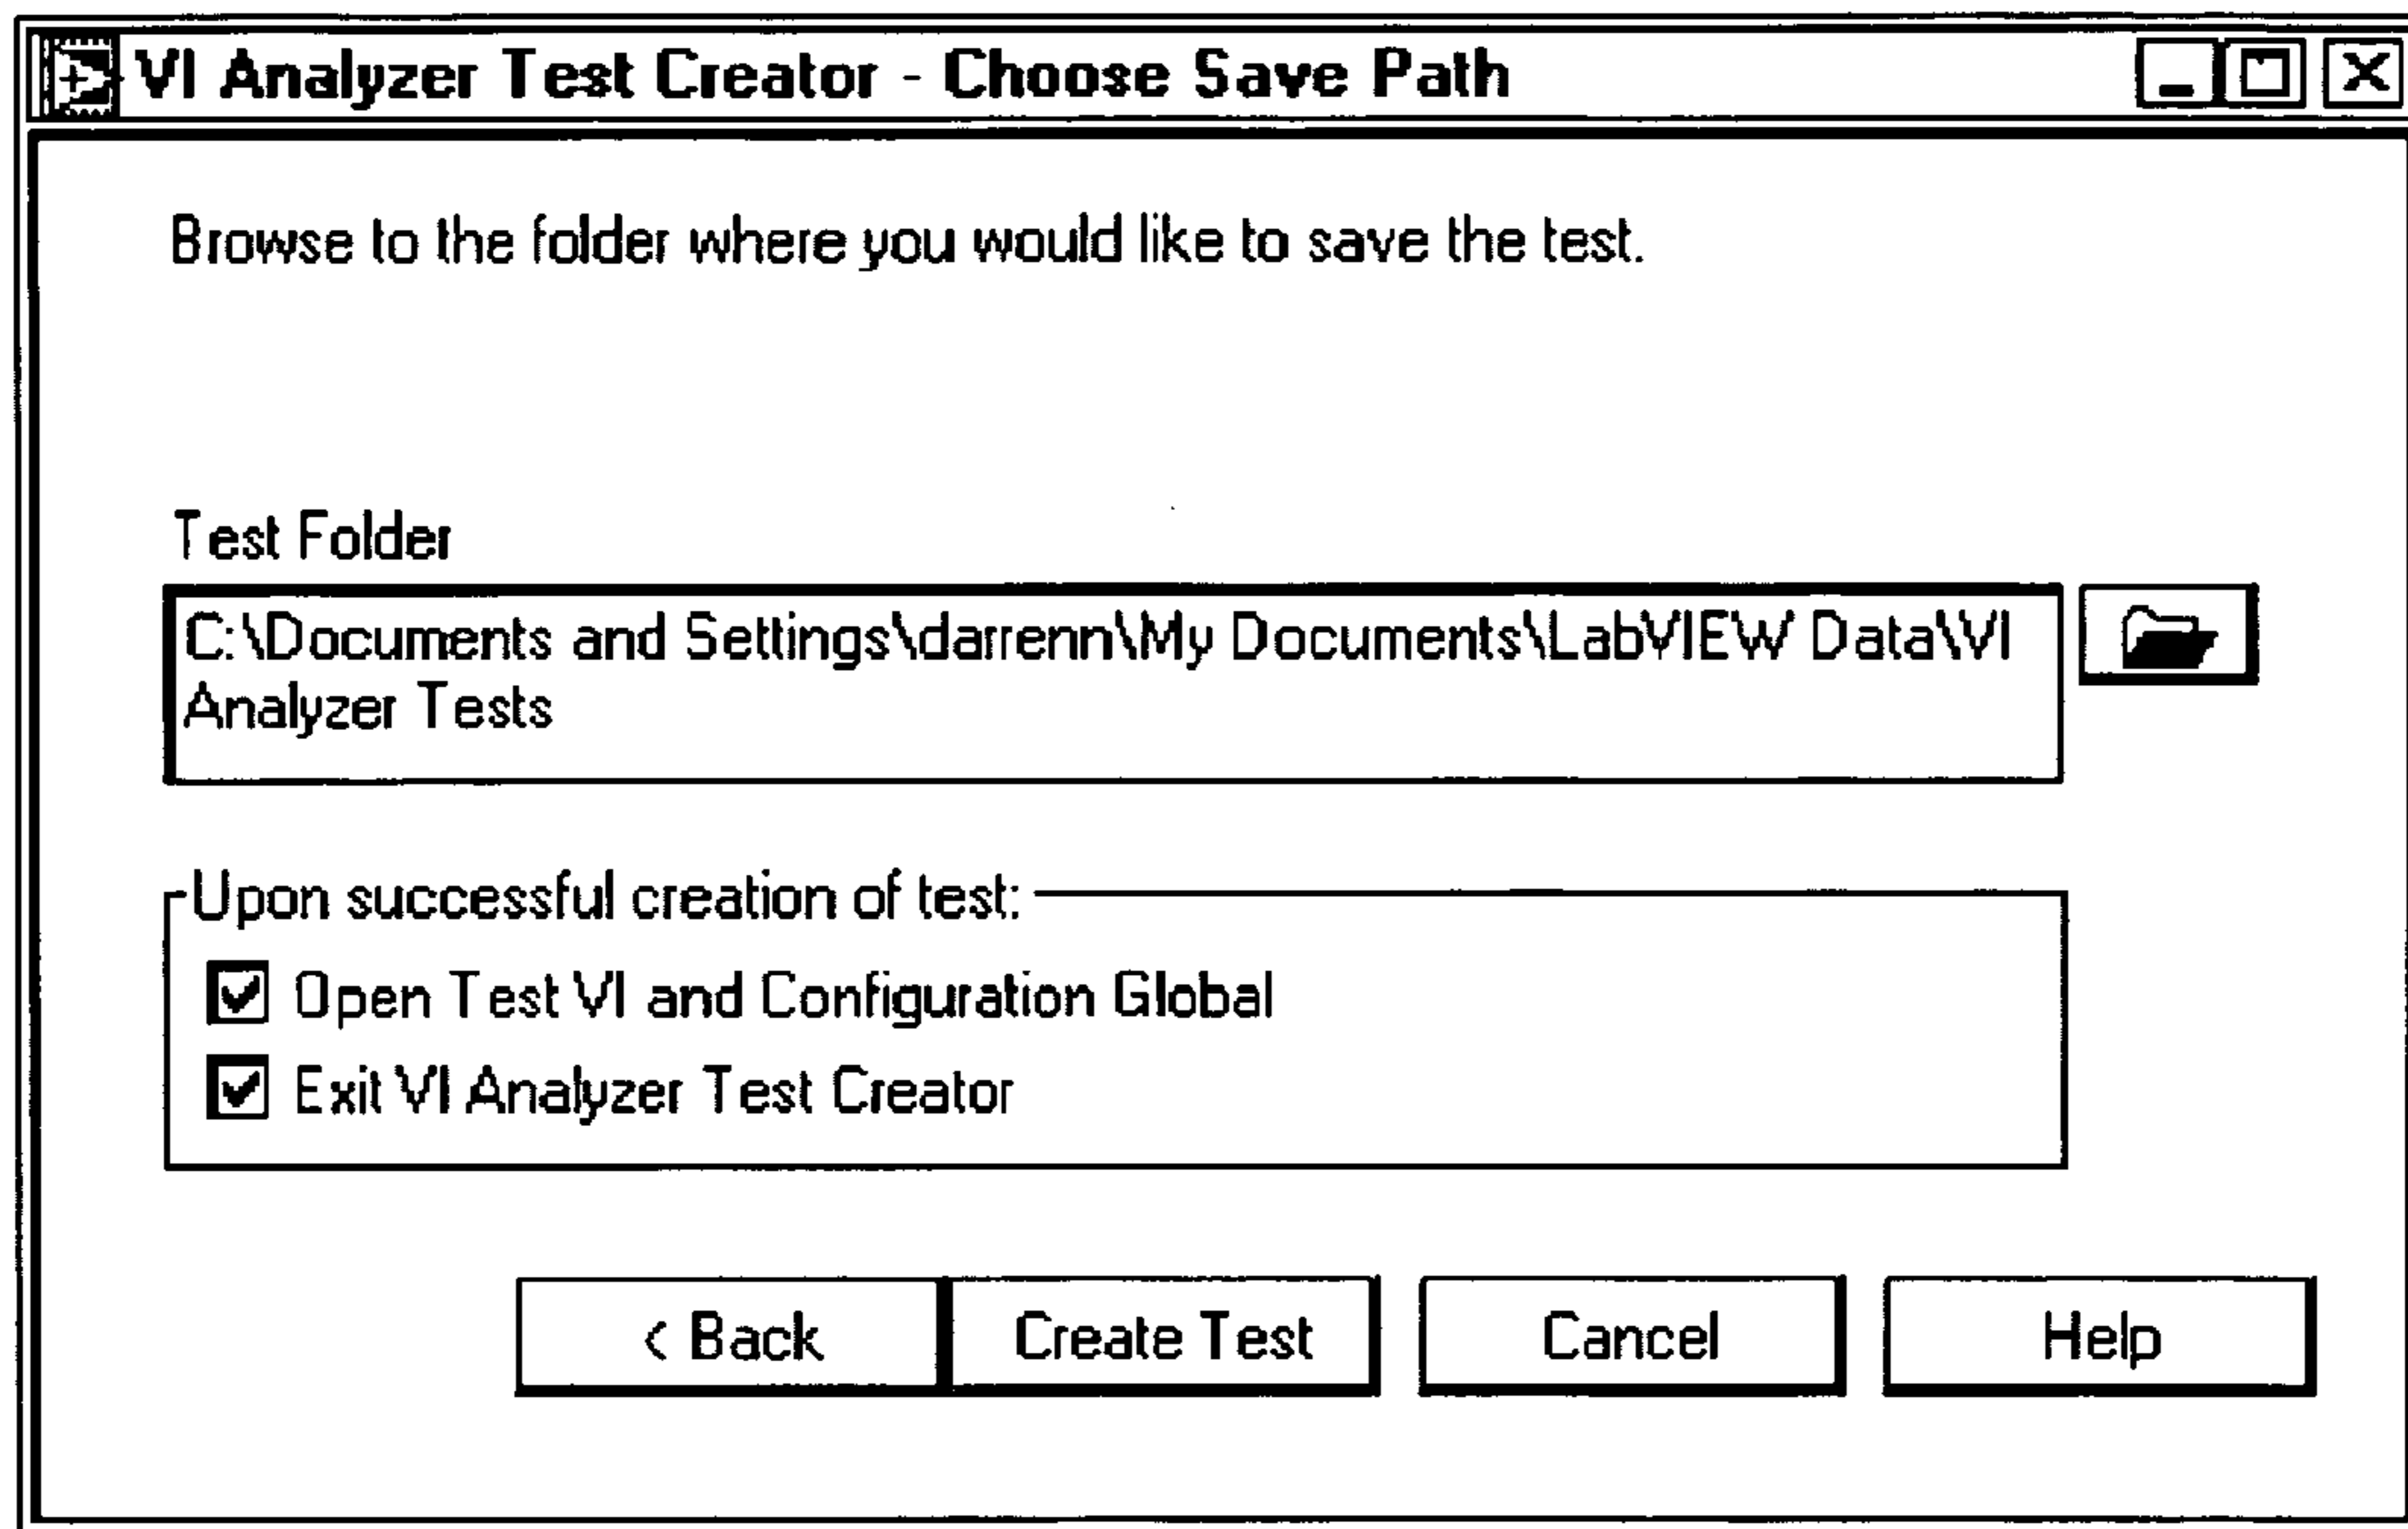 VI Analyzer Test Creator - Choose Save Path
Browse to the folder where you would like to save the test.
Test Folder
C:\Documents and Settings\darrenn\My Documents\LabVIEW Data\VI
Analyzer Tests
Upon successful creation of test:
Open Test VI and Configuration Global
Exit VI Analyzer Test Creator
< Back Create Test Cancel Help